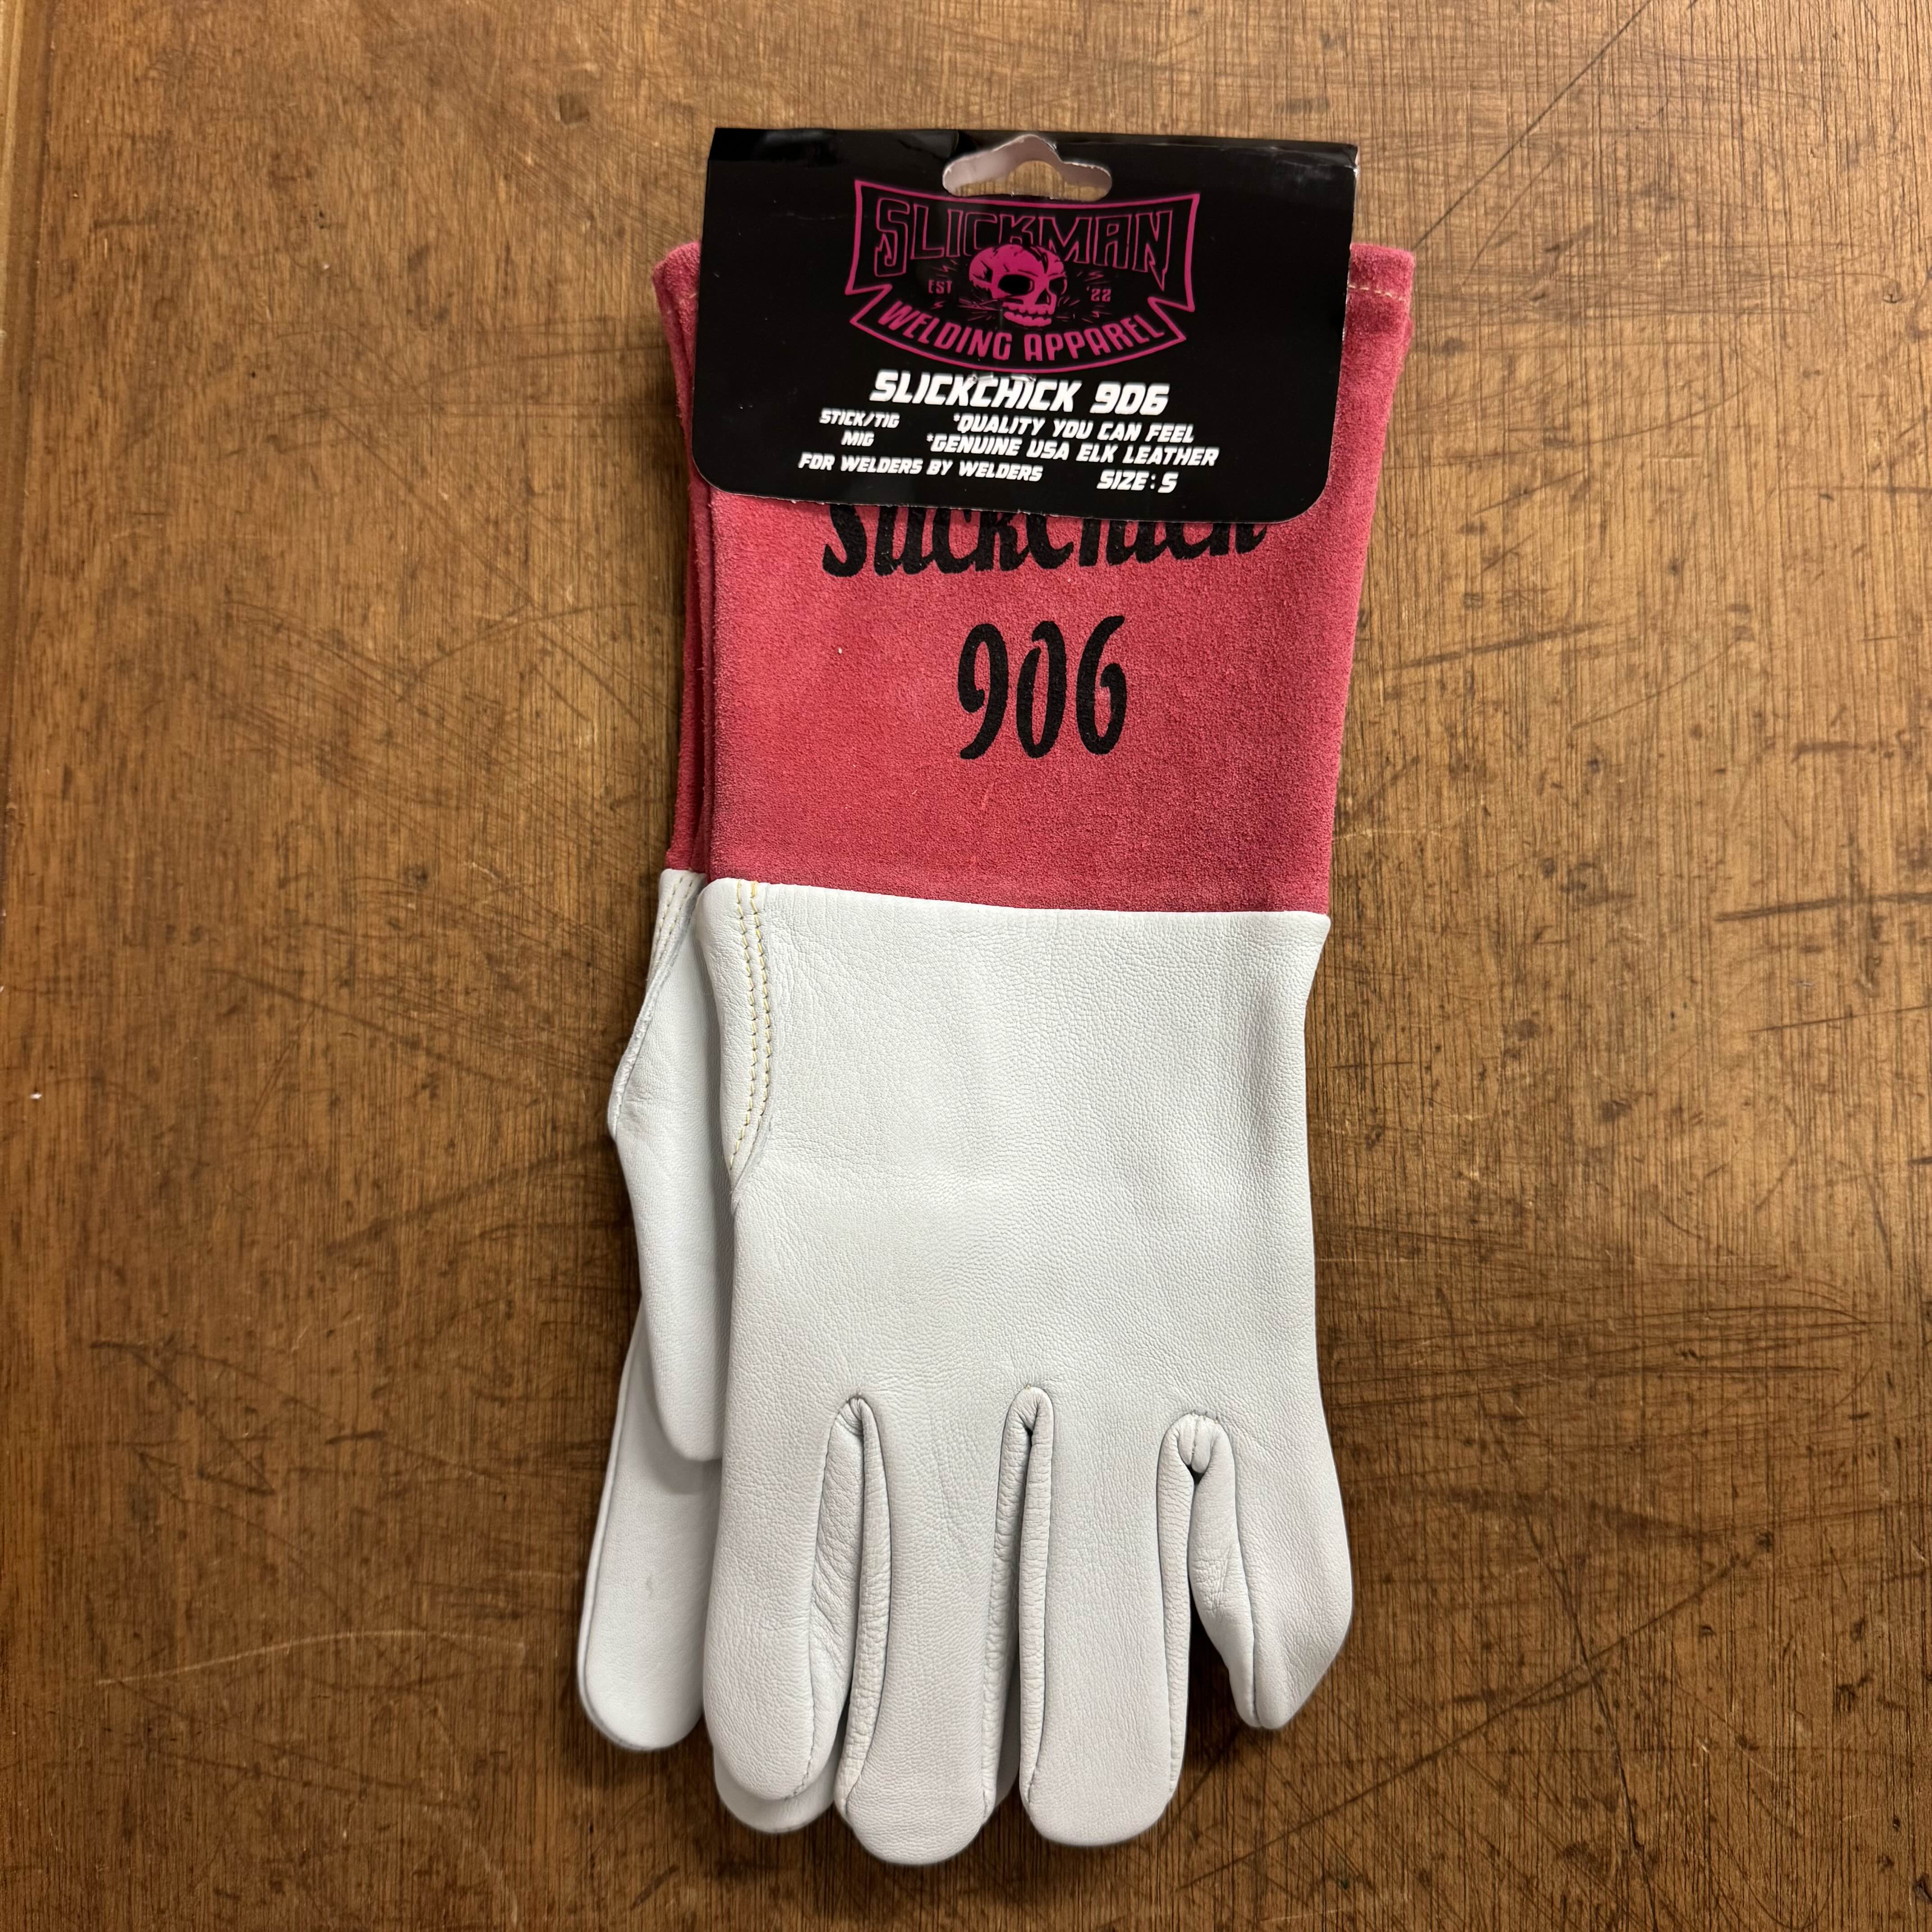 SLICKMAN
EST '22
WELDING APPAREL
SLICKCHICK 906
STICK/TIG
MIG
*QUALITY YOU CAN FEEL
*GENUINE USA ELK LEATHER
FOR WELDERS BY WELDERS
SIZE: S
SlickChick
906